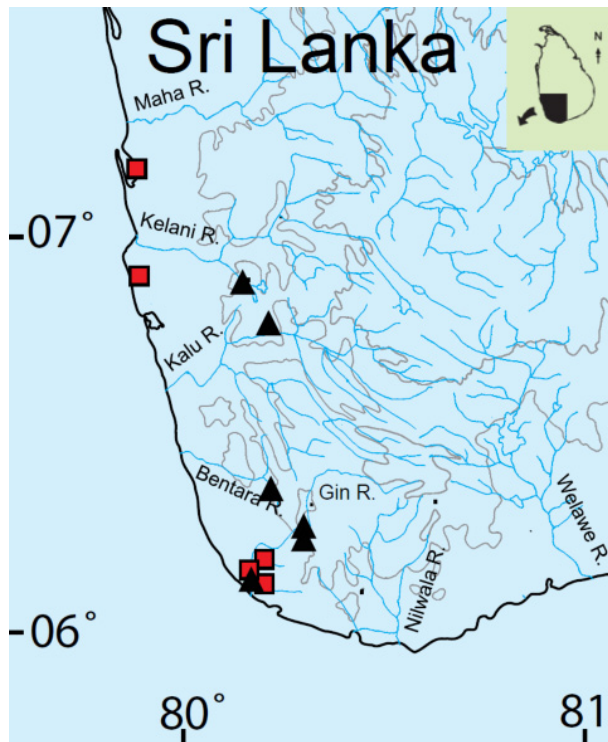 Sri Lanka
N
Maha R.
07°
Kelani R.
Kalu R.
Bentara R.
Gin R.
Nilwala R.
Welawe R.
06°
80°
81